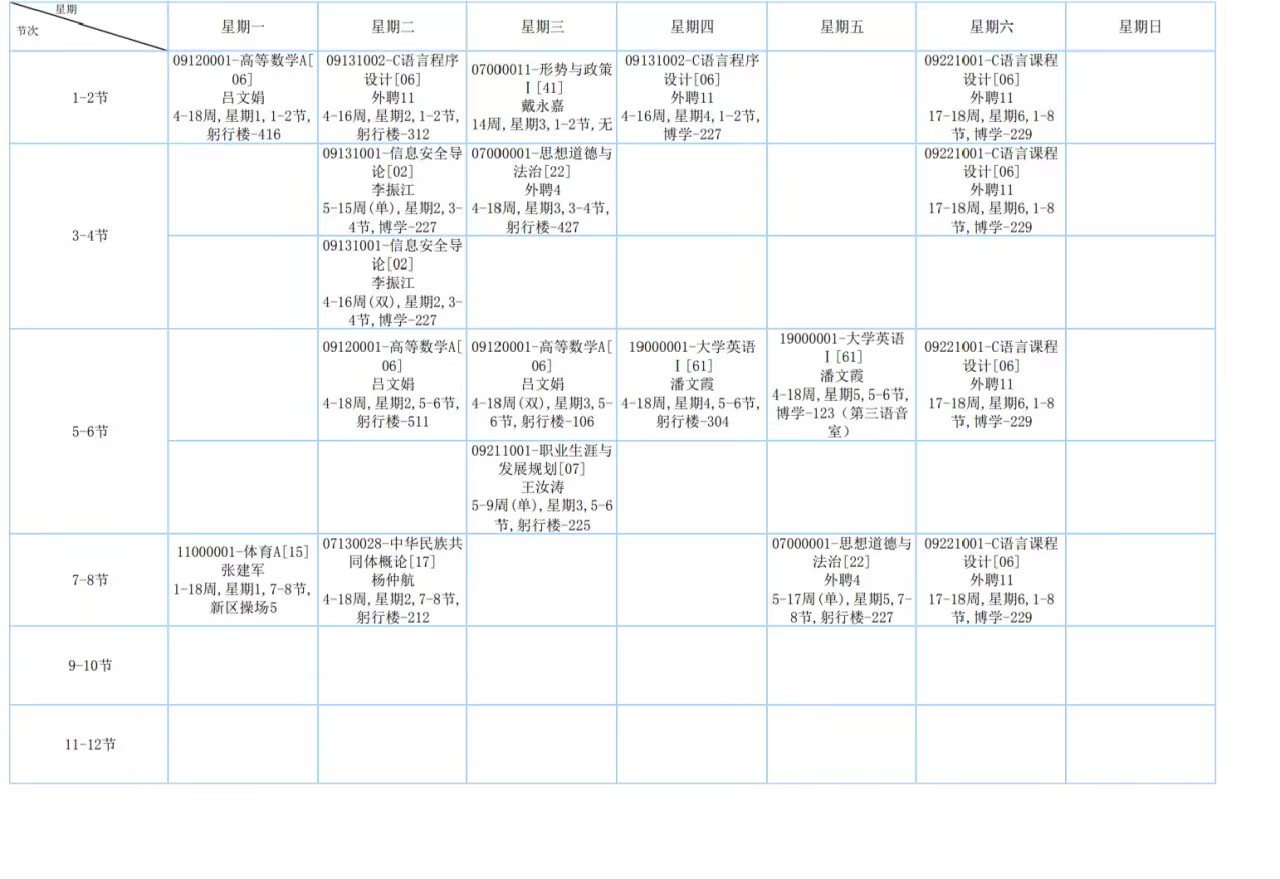 星期
节次
星期一
星期二
星期三
星期四
星期五
星期六
星期日
1-2节
09120001-高等数学A[
06]
吕文娟
4-18周,星期1,1-2节,
躬行楼-416
09131002-C语言程序
设计[06]
外聘11
4-16周,星期2,1-2节,
躬行楼-312
07000011-形势与政策
Ⅰ[41]
戴永嘉
14周,星期3,1-2节,无
09131002-C语言程序
设计[06]
外聘11
4-16周,星期4,1-2节,
博学-227
09221001-C语言课程
设计[06]
外聘11
17-18周,星期6,1-8
节,博学-229
3-4节
09131001-信息安全导
论[02]
李振江
5-15周(单),星期2,3-
4节,博学-227
07000001-思想道德与
法治[22]
外聘4
4-18周,星期3,3-4节,
躬行楼-427
09221001-C语言课程
设计[06]
外聘11
17-18周,星期6,1-8
节,博学-229
09131001-信息安全导
论[02]
李振江
4-16周(双),星期2,3-
4节,博学-227
5-6节
09120001-高等数学A[
06]
吕文娟
4-18周,星期2,5-6节,
躬行楼-511
09120001-高等数学A[
06]
吕文娟
4-18周(双),星期3,5-
6节,躬行楼-106
19000001-大学英语
Ⅰ[61]
潘文霞
4-18周,星期4,5-6节,
躬行楼-304
19000001-大学英语
Ⅰ[61]
潘文霞
4-18周,星期5,5-6节,
博学-123（第三语音
室）
09221001-C语言课程
设计[06]
外聘11
17-18周,星期6,1-8
节,博学-229
09211001-职业生涯与
发展规划[07]
王汝涛
5-9周(单),星期3,5-6
节,躬行楼-225
7-8节
11000001-体育A[15]
张建军
1-18周,星期1,7-8节,
新区操场5
07130028-中华民族共
同体概论[17]
杨仲航
4-18周,星期2,7-8节,
躬行楼-212
07000001-思想道德与
法治[22]
外聘4
5-17周(单),星期5,7-
8节,躬行楼-227
09221001-C语言课程
设计[06]
外聘11
17-18周,星期6,1-8
节,博学-229
9-10节
11-12节